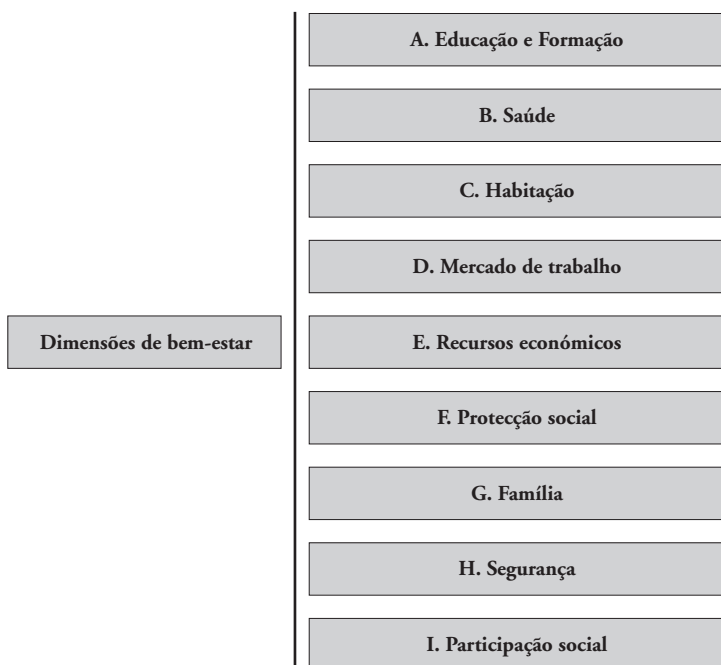 A. Educação e Formação
B. Saúde
C. Habitação
D. Mercado de trabalho
Dimensões de bem-estar
E. Recursos económicos
F. Protecção social
G. Família
H. Segurança
I. Participação social